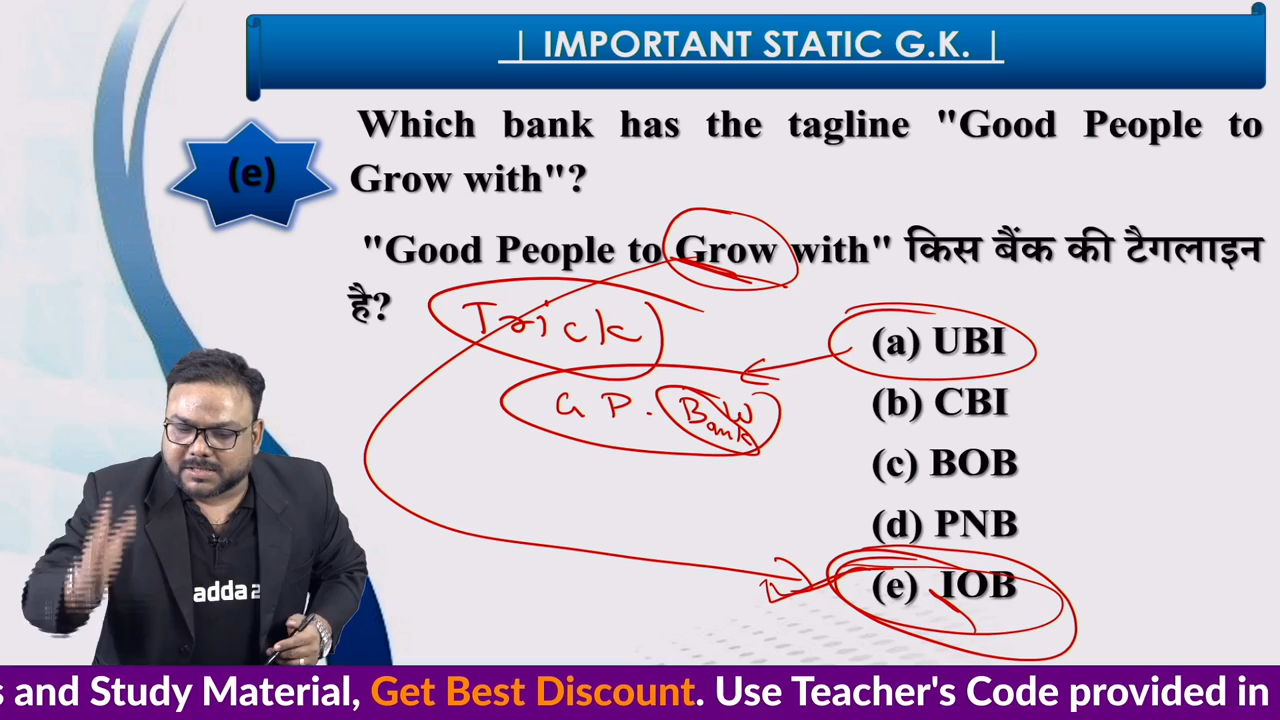 | IMPORTANT STATIC G.K. |
Which bank has the tagline "Good People to
(e)
Grow with"?
"Good People to Grow with" किस बैंक की टैगलाइन
है?
Trick
(a) UBI
G P. Bank W
(b) CBI
(c) BOB
(d) PNB
(e) IOB
adda2
s and Study Material, Get Best Discount. Use Teacher's Code provided in